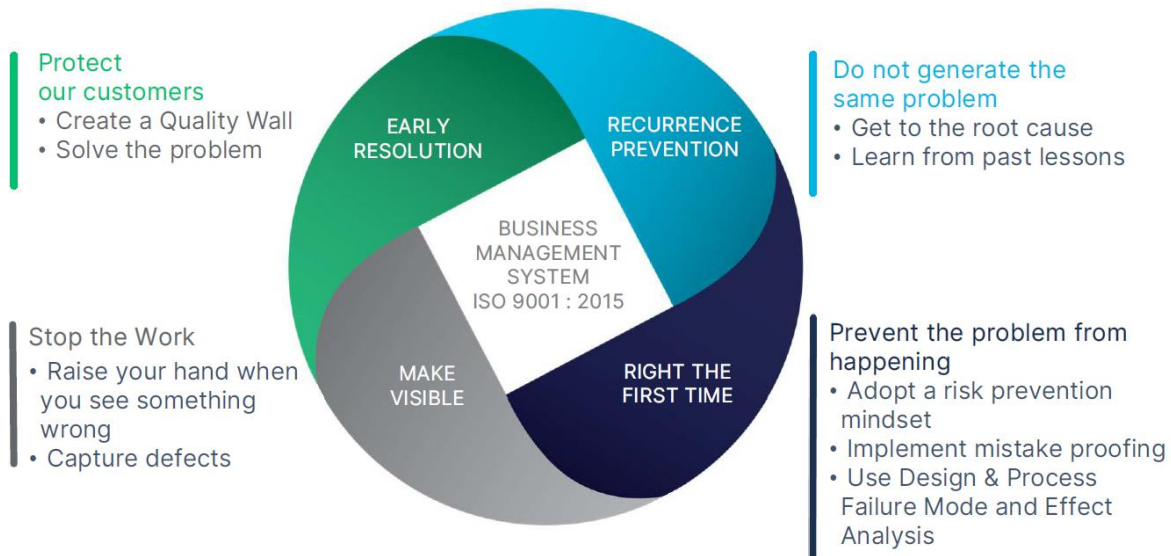 Protect
our customers
• Create a Quality Wall
• Solve the problem
EARLY
RESOLUTION
RECURRENCE
PREVENTION
Do not generate the
same problem
• Get to the root cause
• Learn from past lessons
BUSINESS
MANAGEMENT
SYSTEM
ISO 9001 : 2015
Stop the Work
• Raise your hand when
you see something
wrong
• Capture defects
MAKE
VISIBLE
RIGHT THE
FIRST TIME
Prevent the problem from
happening
• Adopt a risk prevention
mindset
• Implement mistake proofing
• Use Design & Process
Failure Mode and Effect
Analysis